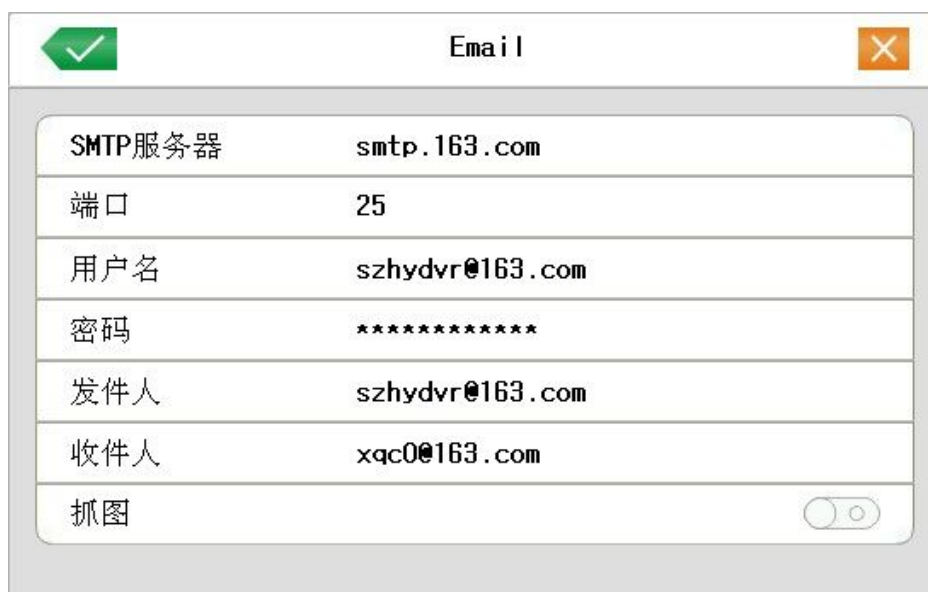 Email
SMTP服务器 smtp.163.com
端口 25
用户名 szhydvr@163.com
密码 ************
发件人 szhydvr@163.com
收件人 xqc0@163.com
抓图